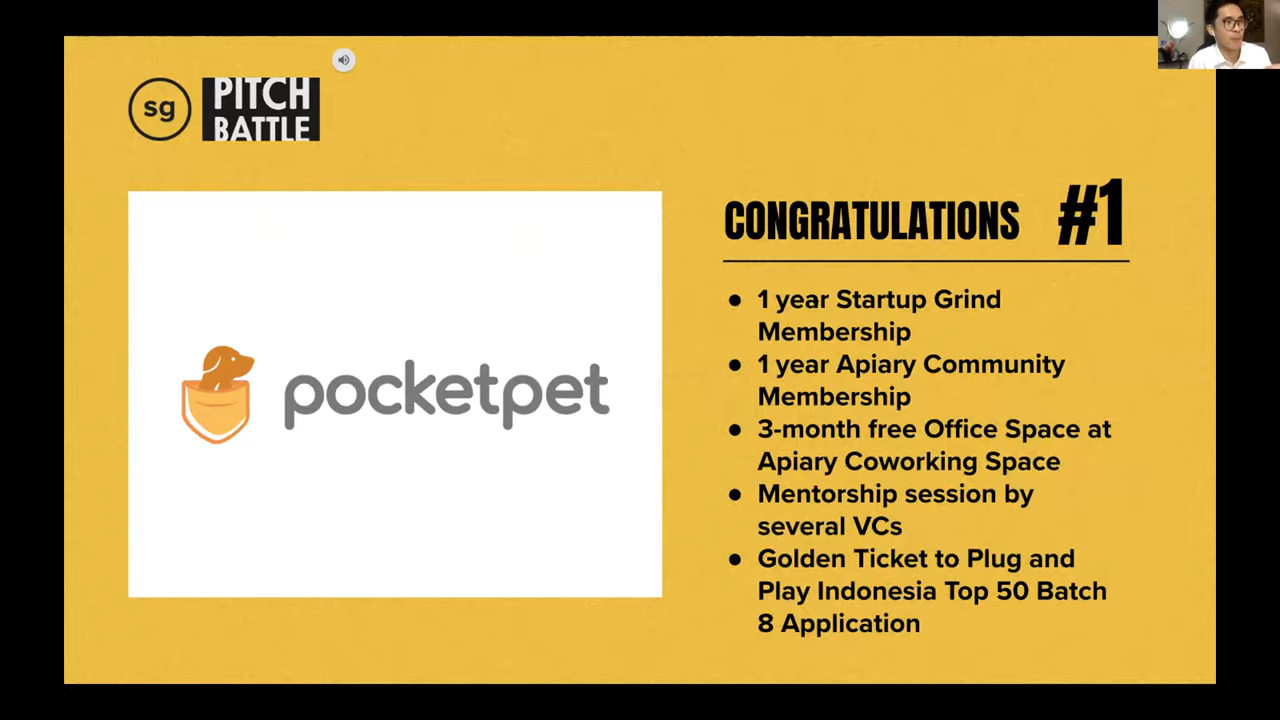 sg
PITCH
BATTLE
CONGRATULATIONS #1
pocketpet
● 1 year Startup Grind
Membership
● 1 year Apiary Community
Membership
● 3-month free Office Space at
Apiary Coworking Space
● Mentorship session by
several VCs
● Golden Ticket to Plug and
Play Indonesia Top 50 Batch
8 Application